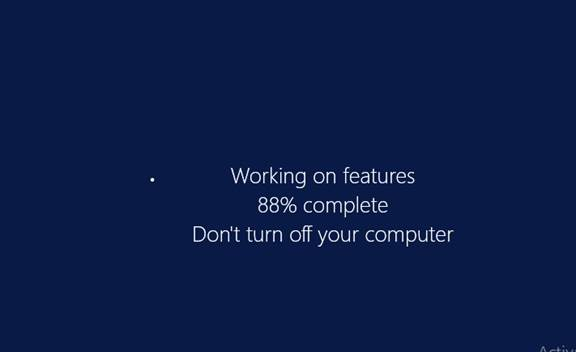 Working on features
88% complete
Don't turn off your computer